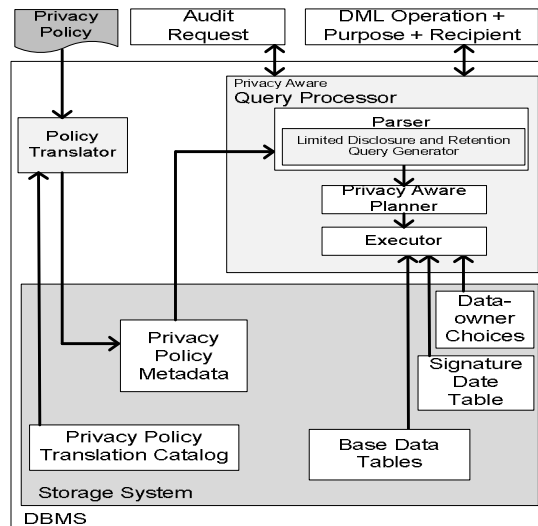 Privacy
Policy
Audit
Request
DML Operation +
Purpose + Recipient
Privacy Aware
Query Processor
Parser
Limited Disclosure and Retention
Query Generator
Policy
Translator
Privacy Aware
Planner
Executor
Data-
owner
Choices
Privacy
Policy
Metadata
Signature
Date
Table
Privacy Policy
Translation Catalog
Base Data
Tables
Storage System
DBMS